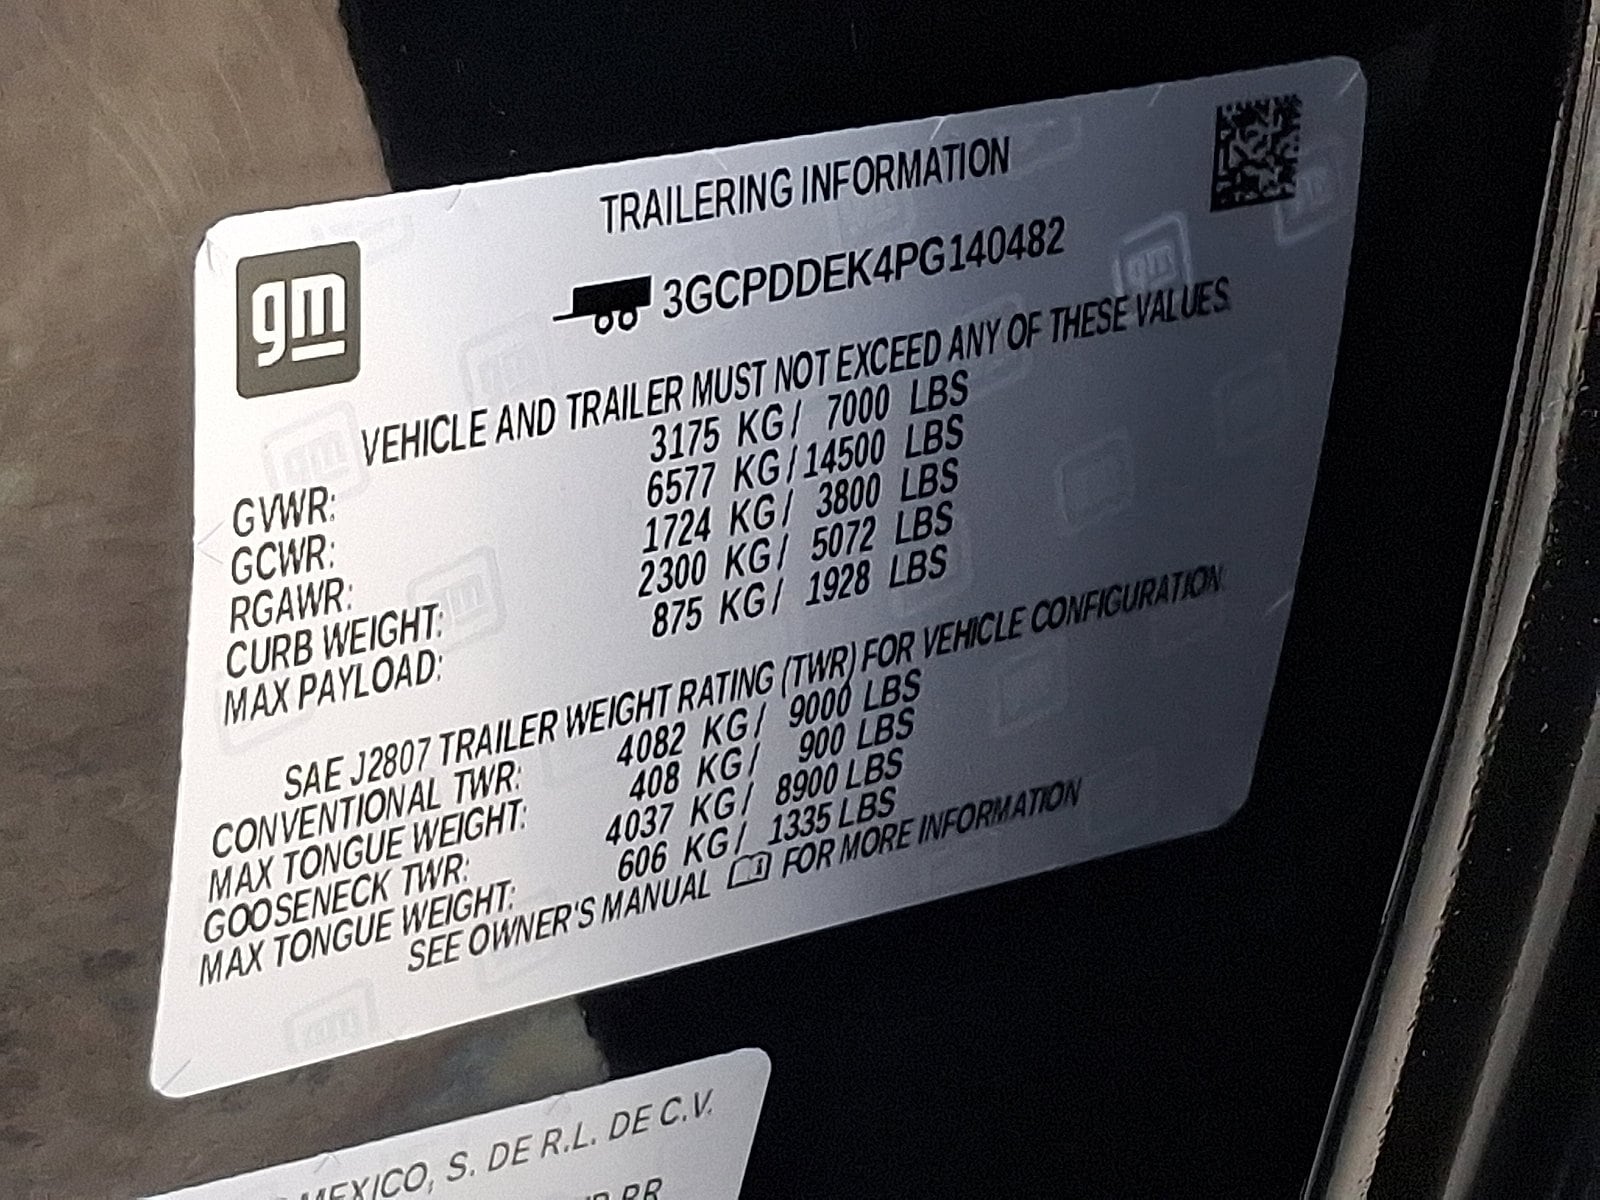 TRAILERING INFORMATION
gm
3GCPDDEK4PG140482
VEHICLE AND TRAILER MUST NOT EXCEED ANY OF THESE VALUES.
GVWR: 3175 KG/ 7000 LBS
GCWR: 6577 KG/14500 LBS
RGAWR: 1724 KG/ 3800 LBS
CURB WEIGHT: 2300 KG/ 5072 LBS
MAX PAYLOAD: 875 KG/ 1928 LBS
SAE J2807 TRAILER WEIGHT RATING (TWR) FOR VEHICLE CONFIGURATION.
CONVENTIONAL TWR: 4082 KG/ 9000 LBS
MAX TONGUE WEIGHT: 408 KG/ 900 LBS
GOOSENECK TWR: 4037 KG/ 8900 LBS
MAX TONGUE WEIGHT: 606 KG/ 1335 LBS
SEE OWNER'S MANUAL FOR MORE INFORMATION
MEXICO, S. DE R.L. DE C.V.
RR